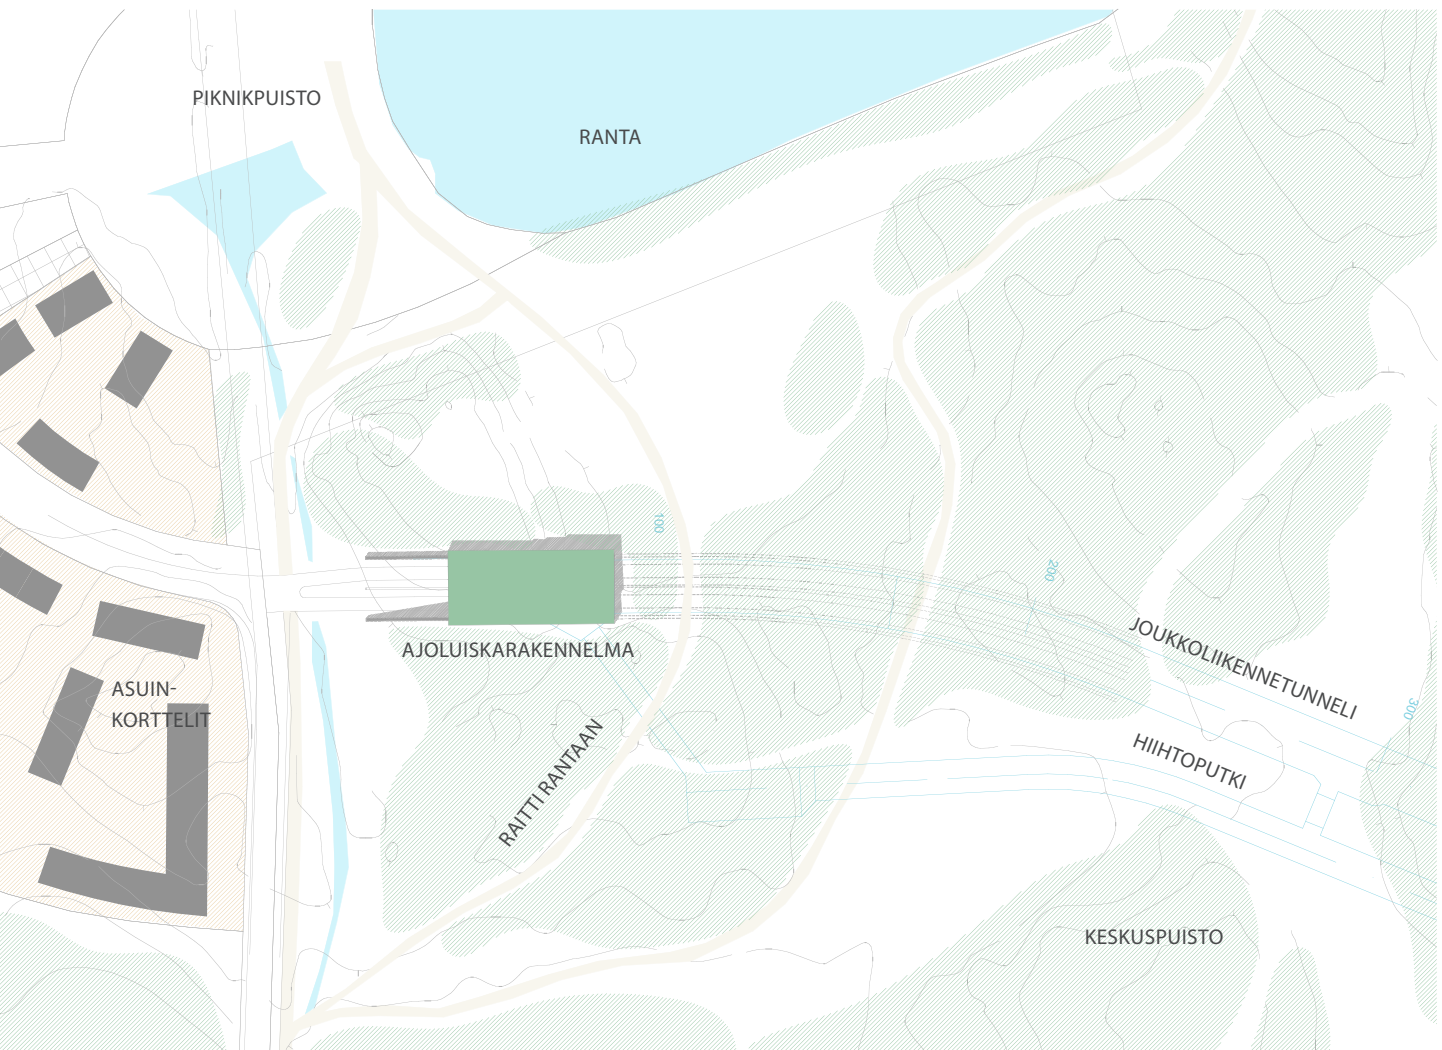 PIKNIKPUISTO
RANTA
100
200
AJOLUISKARAKENNELMA
JOUKKOLIIKENNETUNNELI
ASUIN-
KORTTELIT
300
RAITTI RANTAAN
HIIHTOPUTKI
KESKUSPUISTO